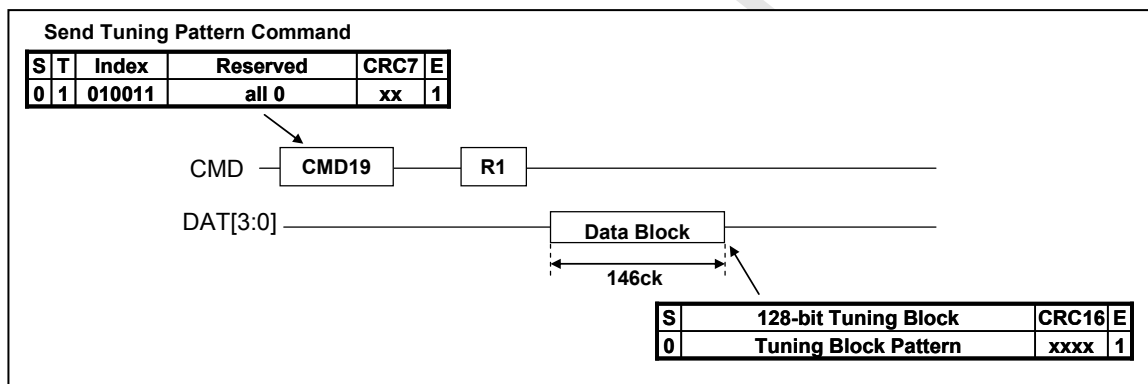 Send Tuning Pattern Command
S T Index Reserved CRC7 E
0 1 010011 all 0 xx 1
CMD CMD19 R1
DAT[3:0] Data Block
146ck
S 128-bit Tuning Block CRC16 E
0 Tuning Block Pattern xxxx 1